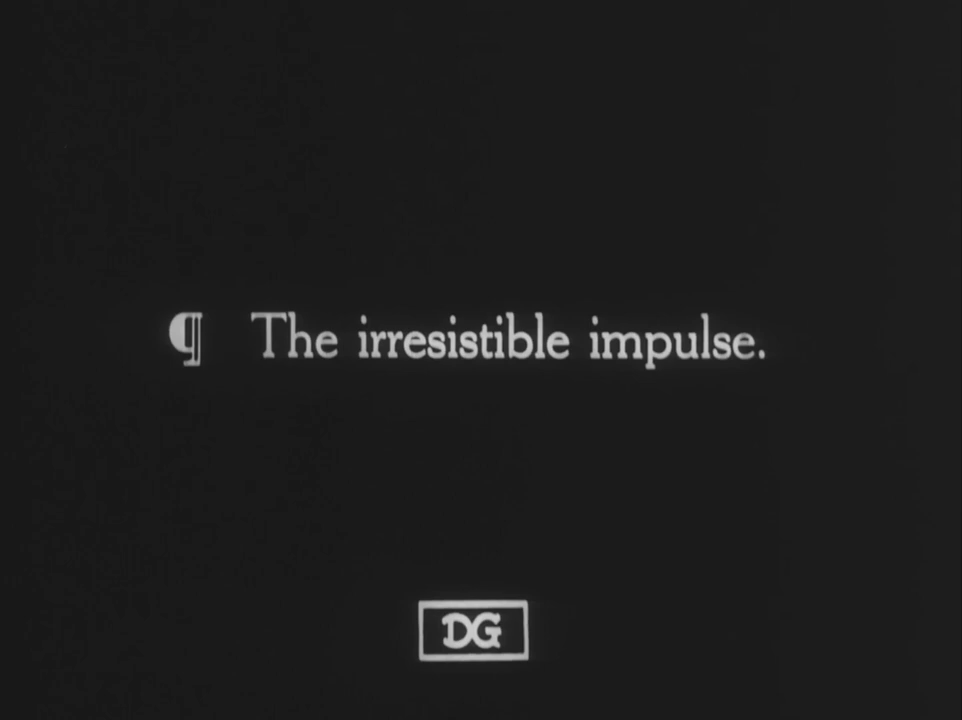 ¶ The irresistible impulse.
DG